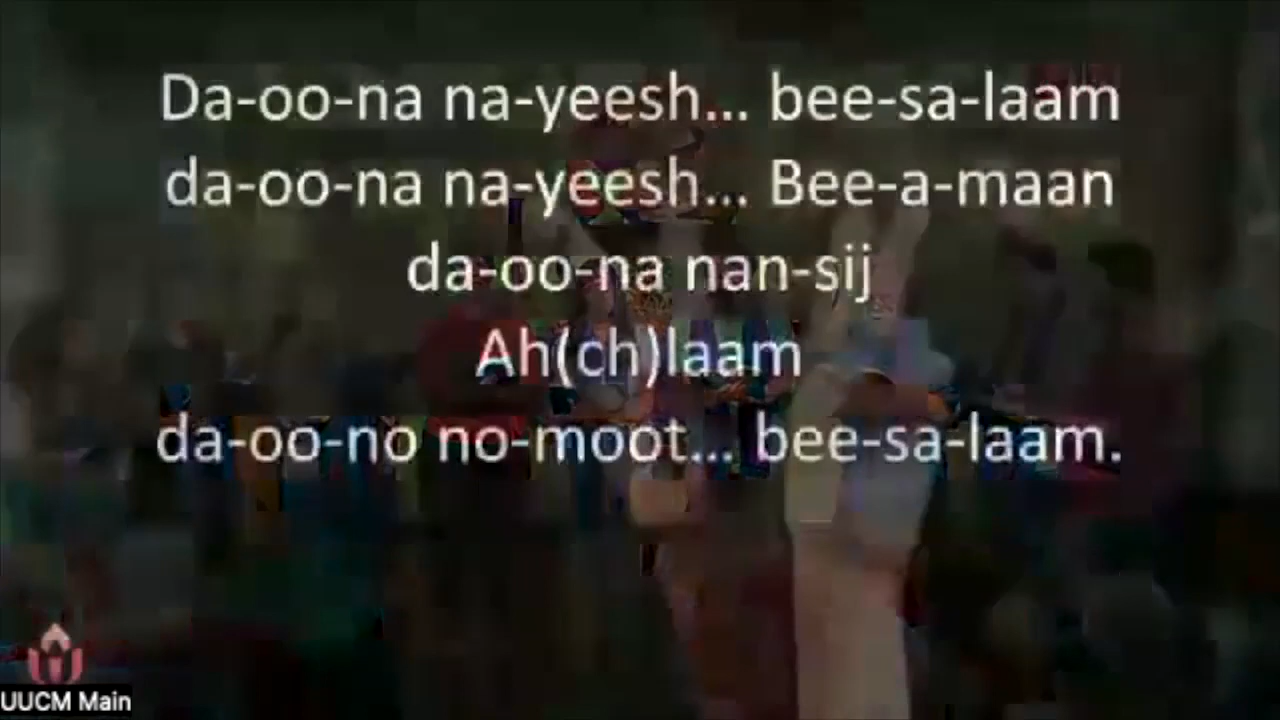 Da-oo-na na-yeesh... bee-sa-laam
da-oo-na na-yeesh... Bee-a-maan
da-oo-na nan-sij
Ah(ch)laam
da-oo-no no-moot... bee-sa-laam.
UUCM Main